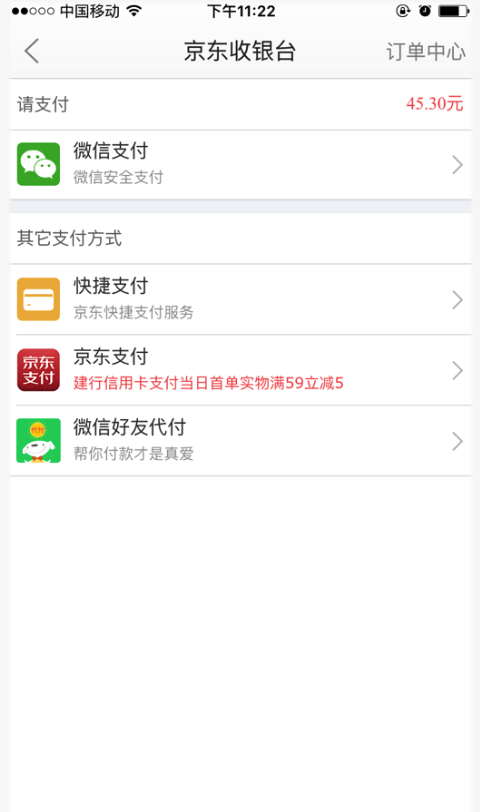 中国移动 下午11:22
京东收银台 订单中心
请支付 45.30元
微信支付
微信安全支付
其它支付方式
快捷支付
京东快捷支付服务
京东
支付
京东支付
建行信用卡支付当日首单实物满59立减5
代付
微信好友代付
帮你付款才是真爱